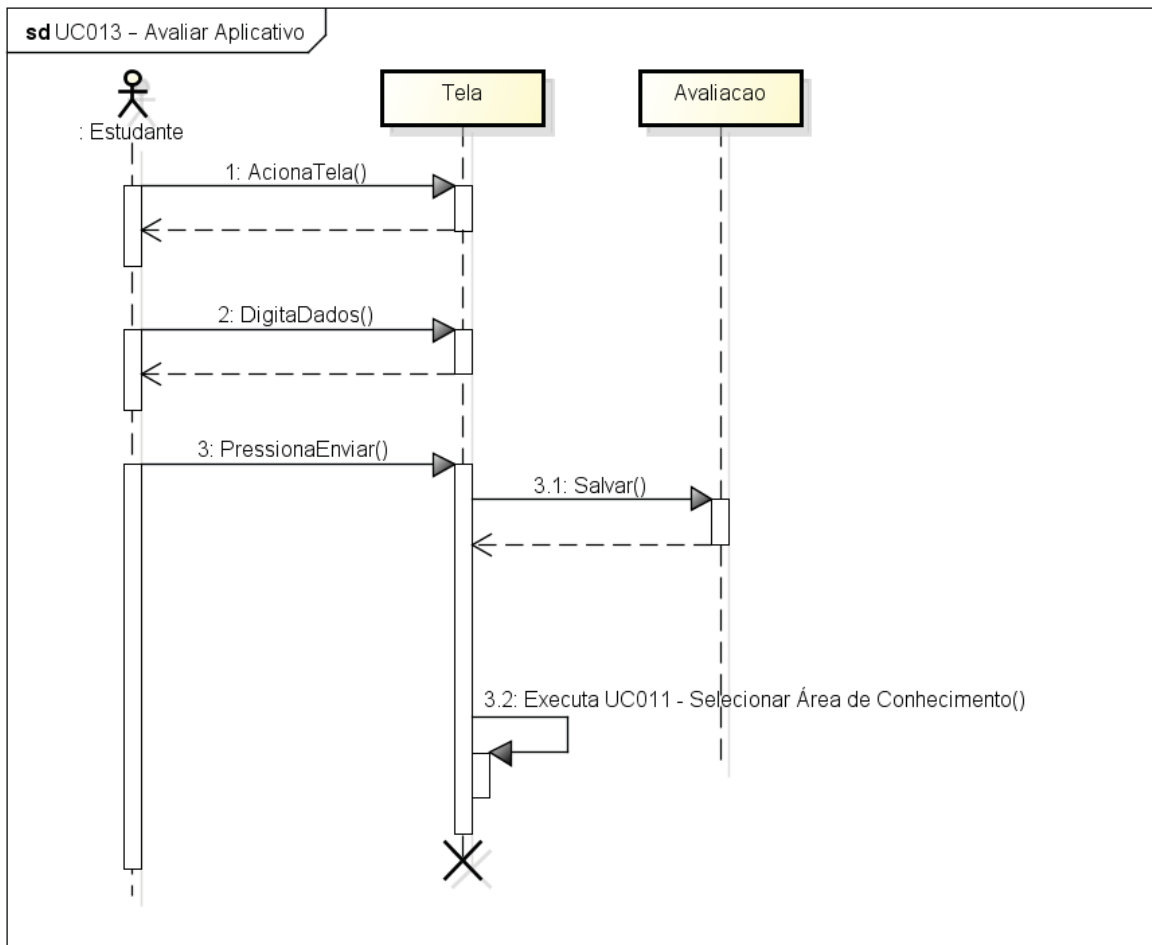 sd UC013 – Avaliar Aplicativo
Tela
Avaliacao
: Estudante
1: AcionaTela()
2: DigitaDados()
3: PressionaEnviar()
3.1: Salvar()
3.2: Executa UC011 - Selecionar Área de Conhecimento()